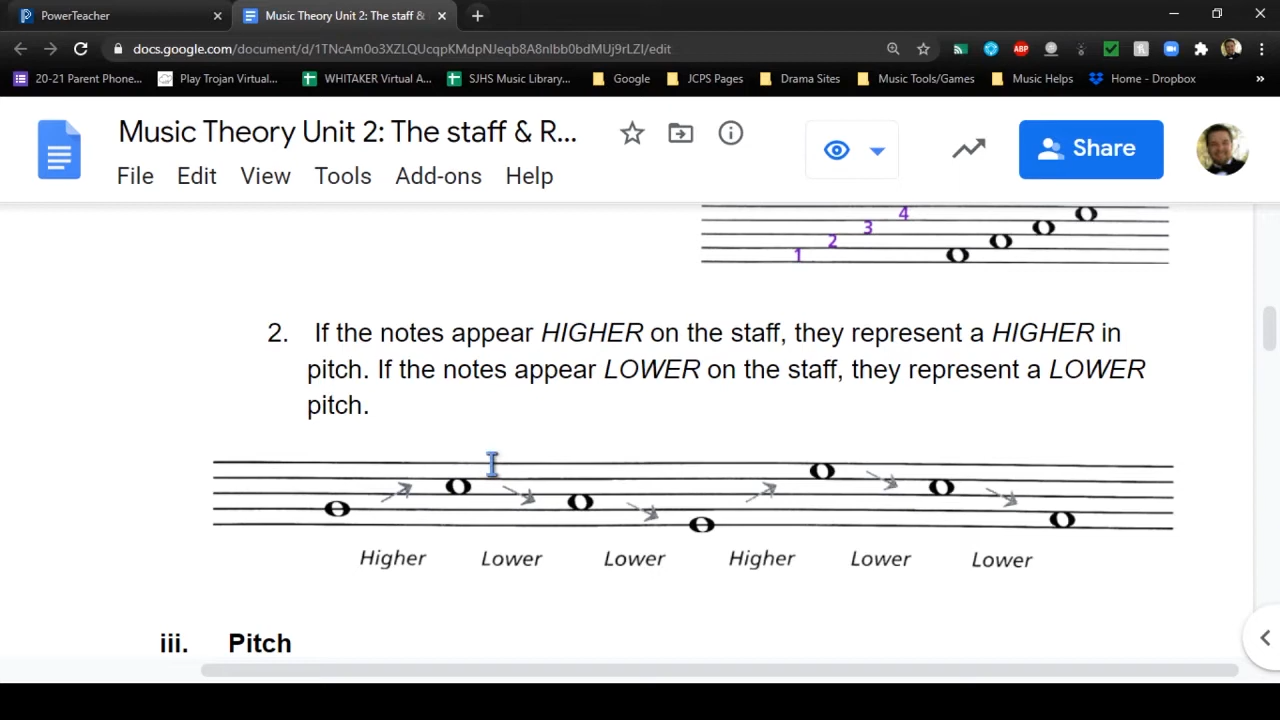 PowerTeacher
Music Theory Unit 2: The staff &
docs.google.com/document/d/1TNcAm0o3XZLQUcqpKMdpNJeqb8A8nlbb0bdMUj9rLZI/edit
ABP
20-21 Parent Phone...
Play Trojan Virtual...
WHITAKER Virtual A...
SJHS Music Library...
Google
JCPS Pages
Drama Sites
Music Tools/Games
Music Helps
Home - Dropbox
»
Music Theory Unit 2: The staff & R...
Share
File Edit View Tools Add-ons Help
4
3
2
1
2. If the notes appear HIGHER on the staff, they represent a HIGHER in
pitch. If the notes appear LOWER on the staff, they represent a LOWER
pitch.
Higher Lower Lower Higher Lower Lower
iii. Pitch